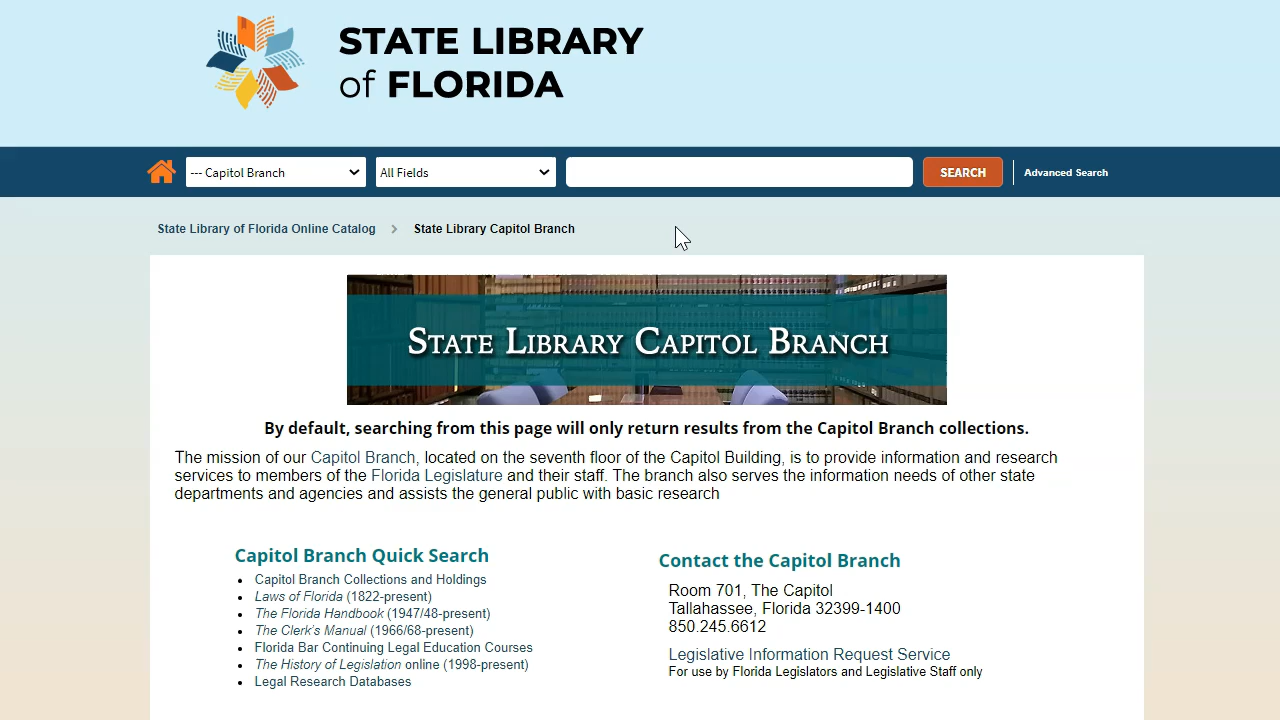 STATE LIBRARY
of FLORIDA
--- Capitol Branch
All Fields
SEARCH
Advanced Search
State Library of Florida Online Catalog > State Library Capitol Branch
State Library Capitol Branch
By default, searching from this page will only return results from the Capitol Branch collections.
The mission of our Capitol Branch, located on the seventh floor of the Capitol Building, is to provide information and research
services to members of the Florida Legislature and their staff. The branch also serves the information needs of other state
departments and agencies and assists the general public with basic research
Capitol Branch Quick Search
• Capitol Branch Collections and Holdings
• Laws of Florida (1822-present)
• The Florida Handbook (1947/48-present)
• The Clerk's Manual (1966/68-present)
• Florida Bar Continuing Legal Education Courses
• The History of Legislation online (1998-present)
• Legal Research Databases
Contact the Capitol Branch
Room 701, The Capitol
Tallahassee, Florida 32399-1400
850.245.6612
Legislative Information Request Service
For use by Florida Legislators and Legislative Staff only